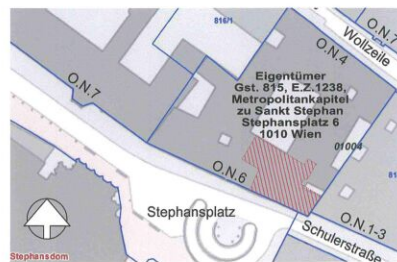 816/1
O.N.7
Wollzeile
O.N.4
O.N.7
Eigentümer
Gst. 815, E.Z.1238,
Metropolitankapitel
zu Sankt Stephan
Stephansplatz 6
1010 Wien
01004
81
O.N.6
Stephansplatz
O.N.1-3
Schulerstraße
Stephansdom